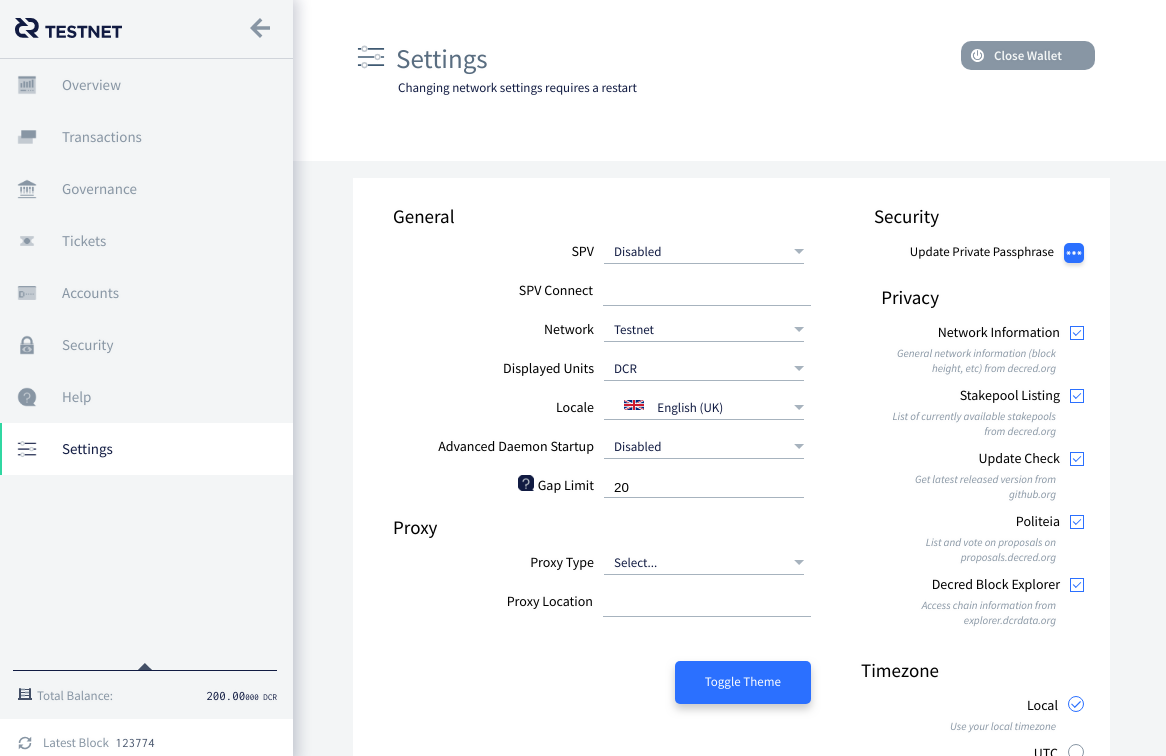 TESTNET
Overview
Transactions
Governance
Tickets
Accounts
Security
Help
Settings
Total Balance: 200.00000 DCR
Latest Block 123774
Settings
Changing network settings requires a restart
Close Wallet
General
SPV Disabled
SPV Connect
Network Testnet
Displayed Units DCR
Locale English (UK)
Advanced Daemon Startup Disabled
? Gap Limit 20
Proxy
Proxy Type Select...
Proxy Location
Toggle Theme
Security
Update Private Passphrase
Privacy
Network Information
General network information (block
height, etc) from decred.org
Stakepool Listing
List of currently available stakepools
from decred.org
Update Check
Get latest released version from
github.org
Politeia
List and vote on proposals on
proposals.decred.org
Decred Block Explorer
Access chain information from
explorer.dcrdata.org
Timezone
Local
Use your local timezone
UTC